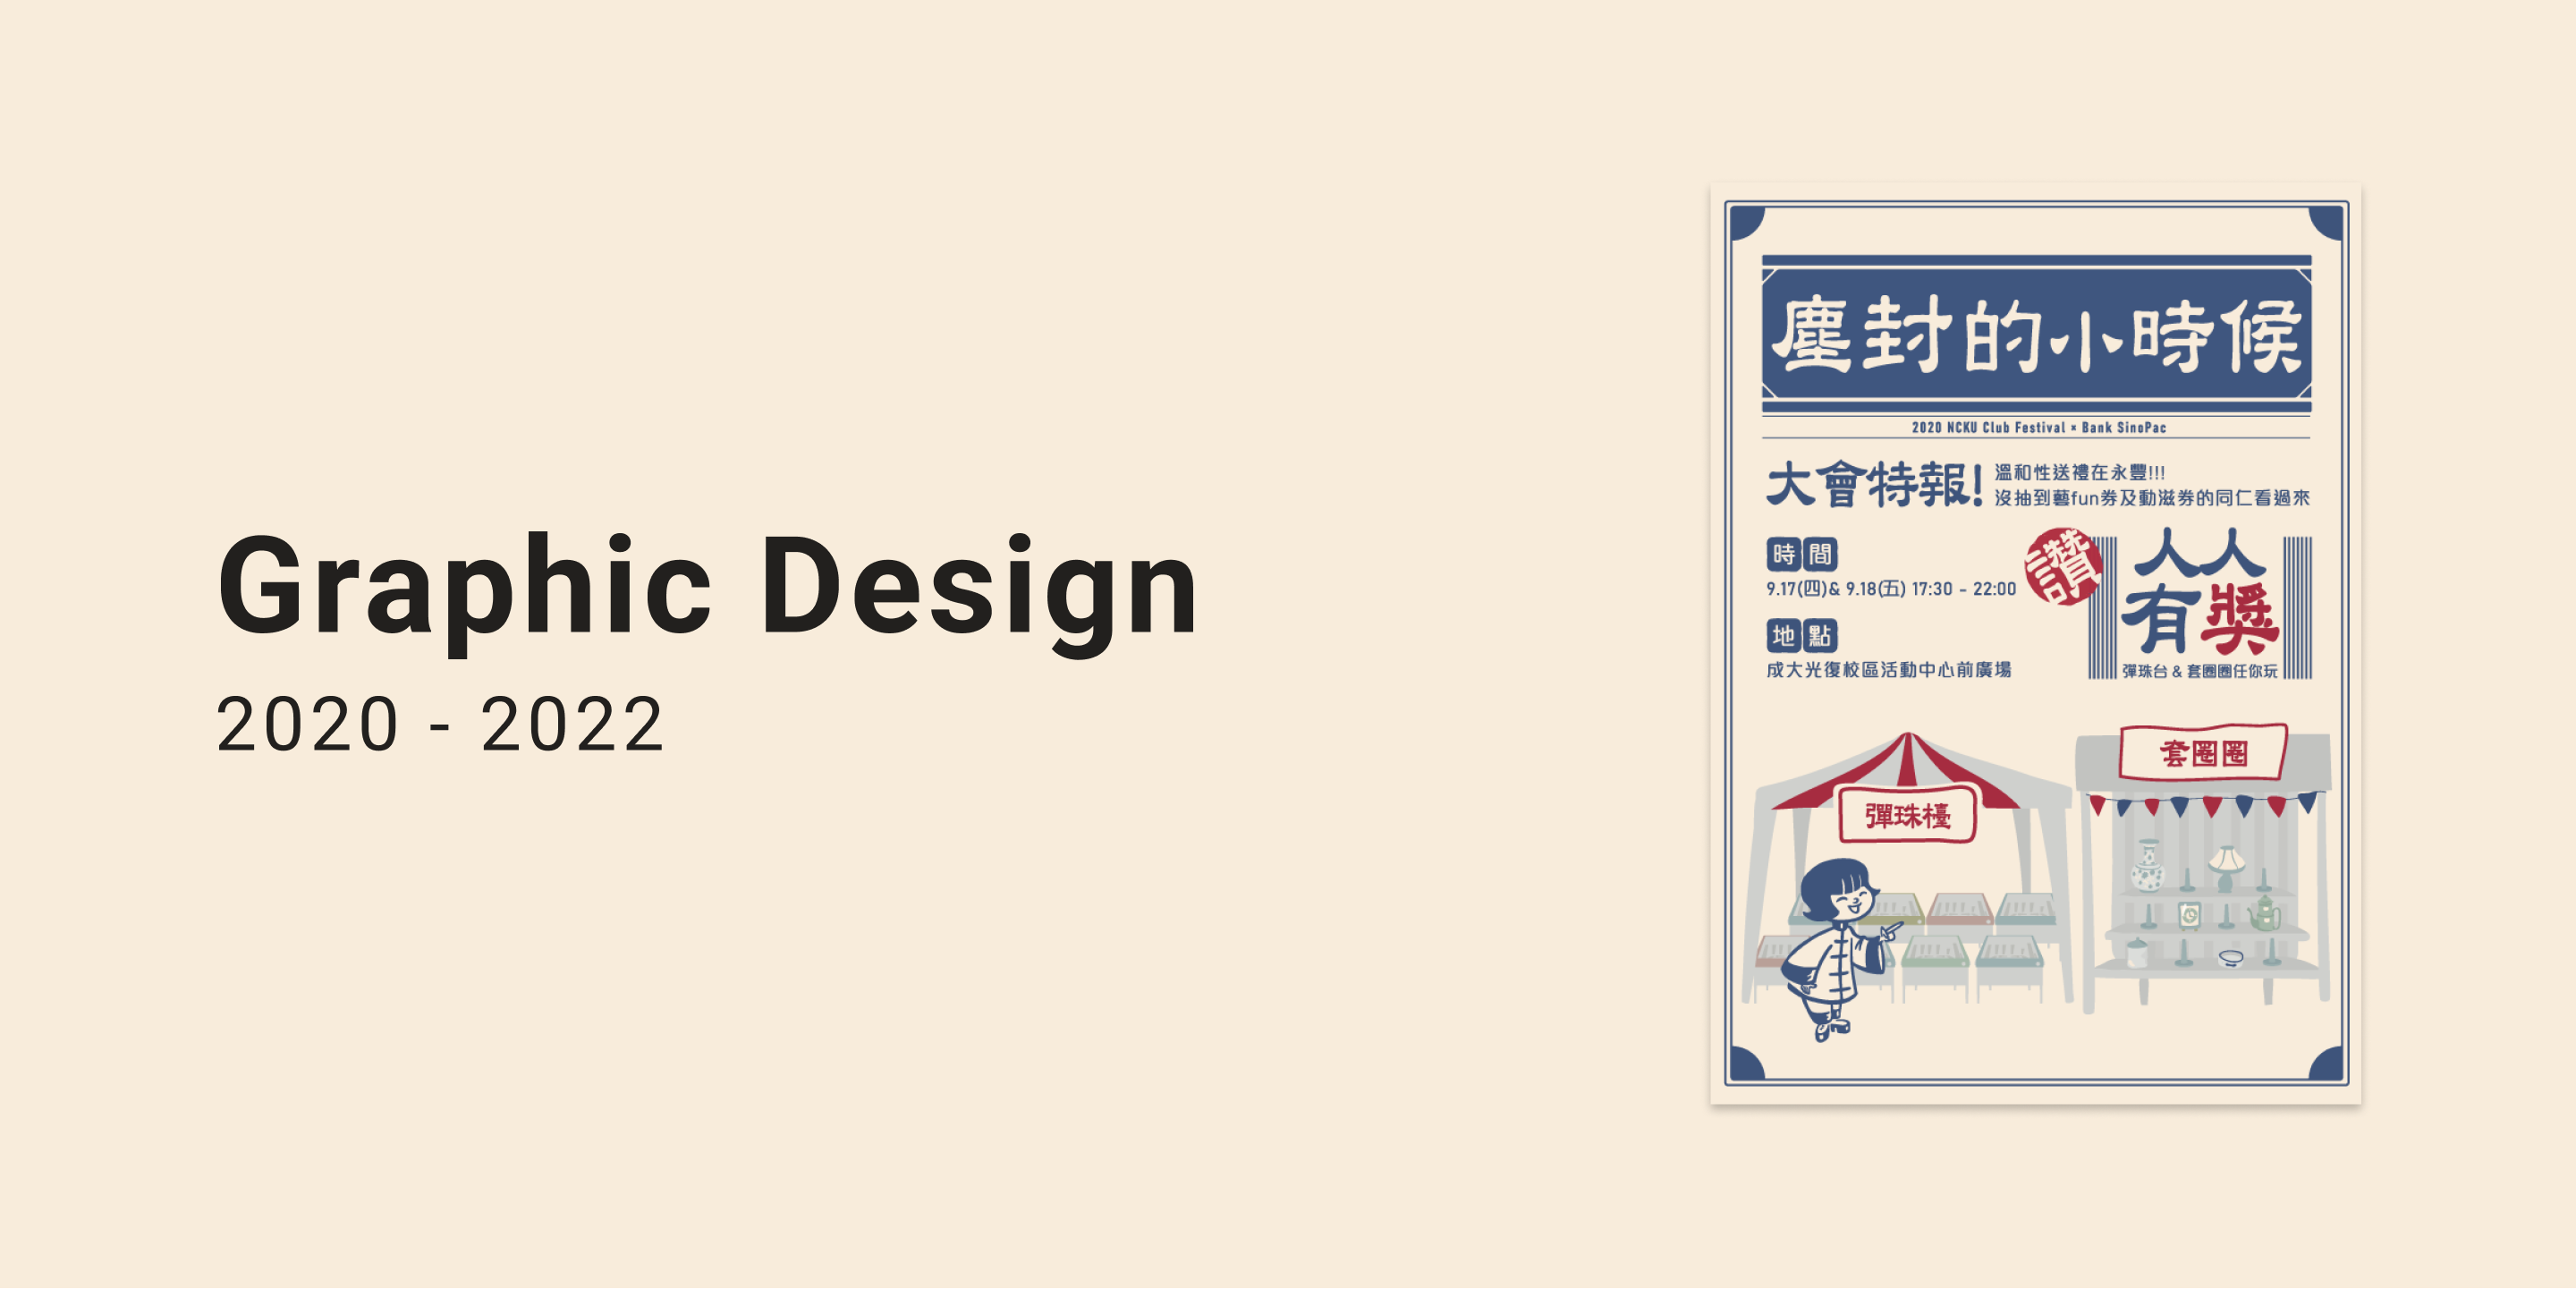 Graphic Design
2020 - 2022
塵封的小時候
2020 NCKU Club Festival × Bank SinoPac
大會特報!
溫和性送禮在永豐!!!
沒抽到藝fun券及動滋券的同仁看過來
時間
9.17(四)& 9.18(五) 17:30 - 22:00
地點
成大光復校區活動中心前廣場
讚
人人
有獎
彈珠台 & 套圈圈任你玩
彈珠檯
套圈圈